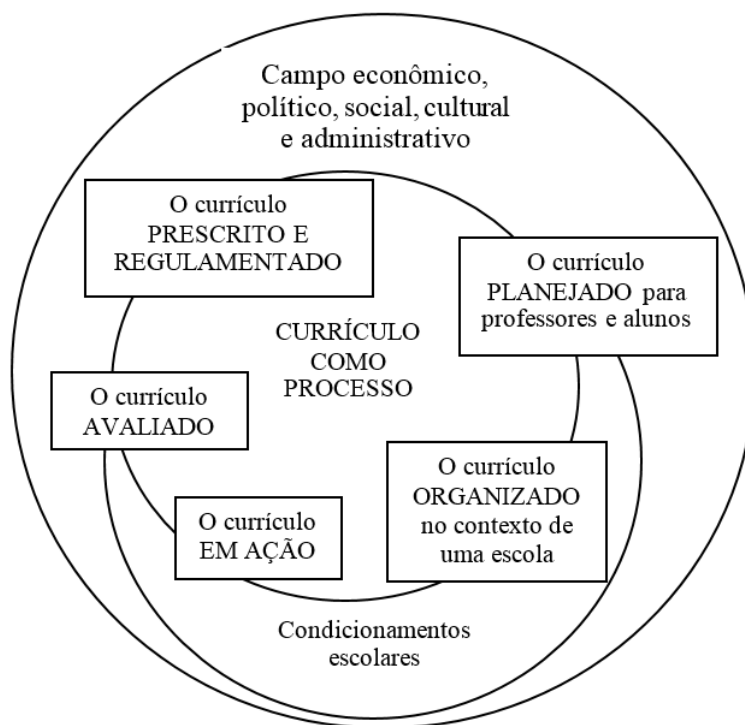 Campo econômico,
político, social, cultural
e administrativo
O currículo
PRESCRITO E
REGULAMENTADO
O currículo
PLANEJADO para
professores e alunos
CURRÍCULO
COMO
PROCESSO
O currículo
AVALIADO
O currículo
ORGANIZADO
no contexto de
uma escola
O currículo
EM AÇÃO
Condicionamentos
escolares